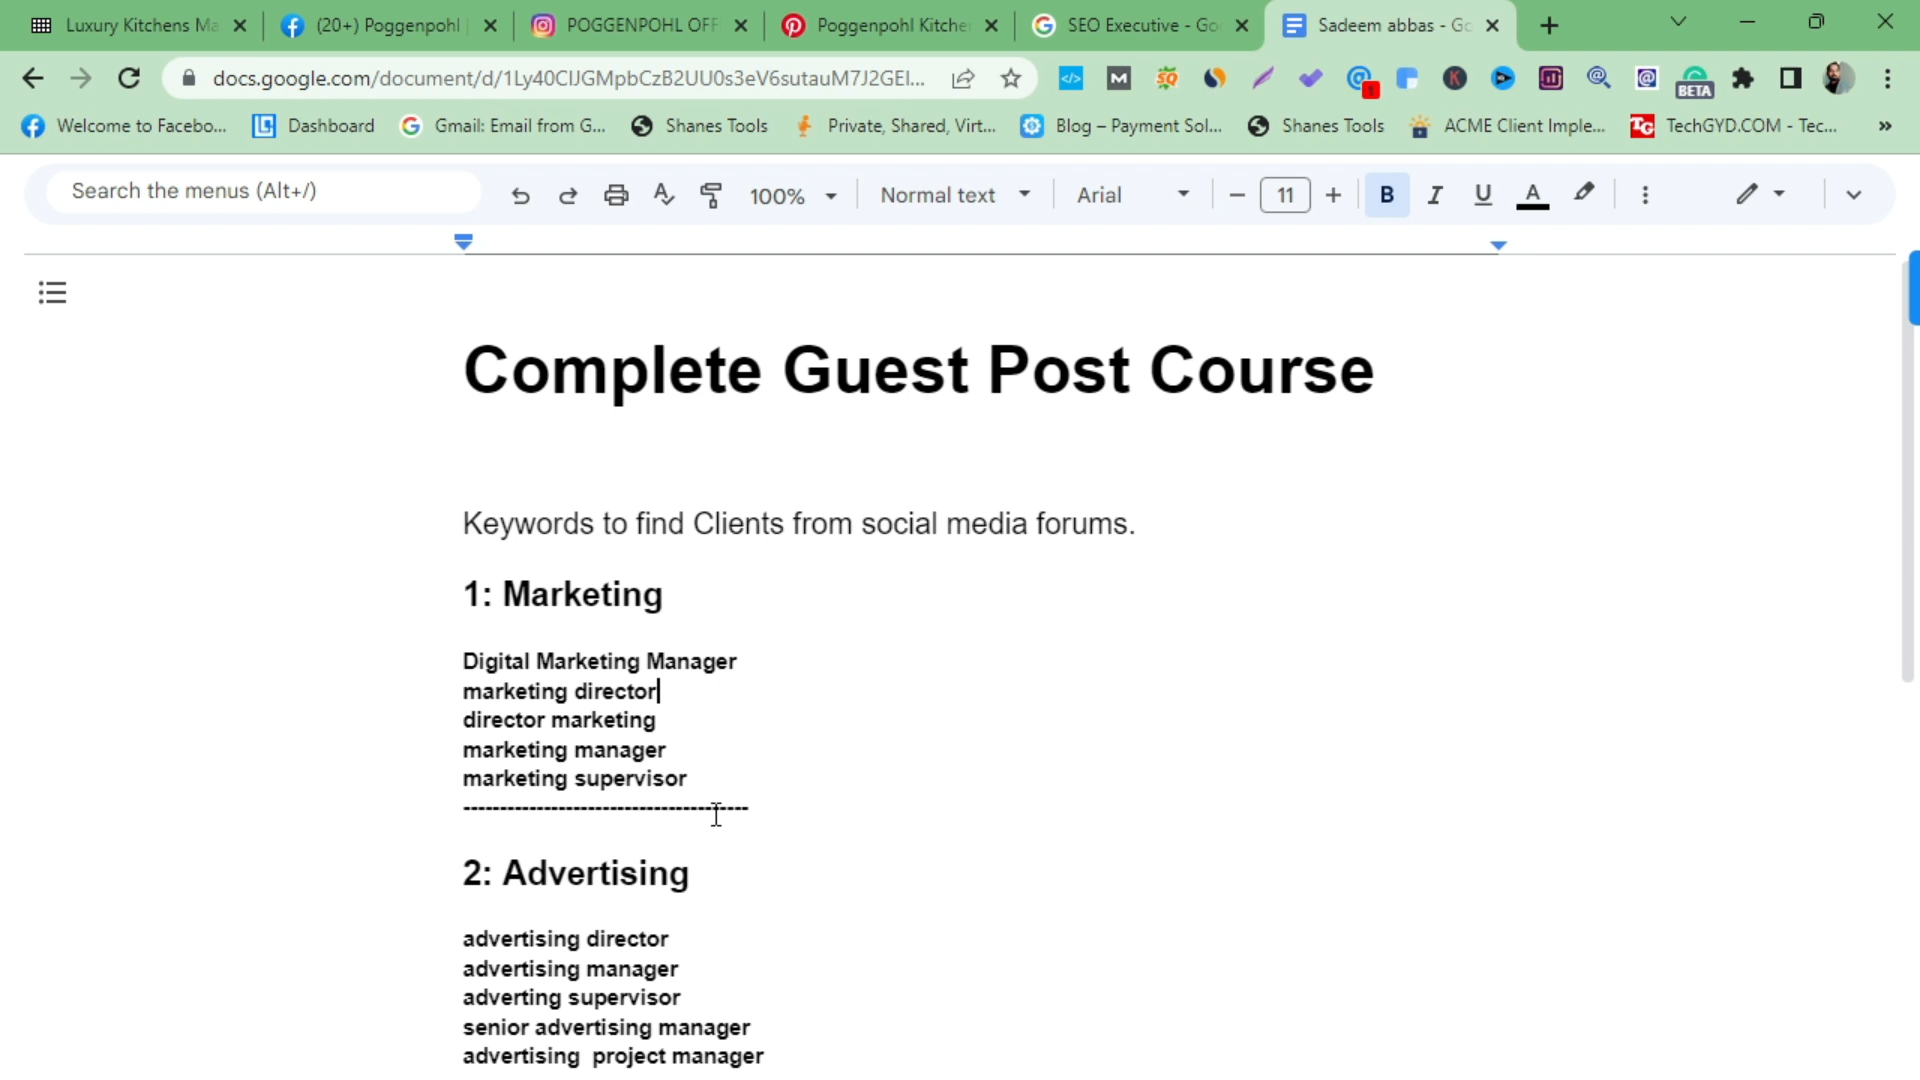 Luxury Kitchens Ma
(20+) Poggenpohl |
POGGENPOHL OFF
Poggenpohl Kitche
SEO Executive - Go
Sadeem abbas - Go
docs.google.com/document/d/1Ly40ClJGMpbCzB2UU0s3eV6sutauM7J2GEI...
BETA
Welcome to Facebo...
Dashboard
Gmail: Email from G...
Shanes Tools
Private, Shared, Virt...
Blog – Payment Sol...
Shanes Tools
ACME Client Imple...
TechGYD.COM - Tec...
Search the menus (Alt+/)
100%
Normal text
Arial
11
Complete Guest Post Course
Keywords to find Clients from social media forums.
1: Marketing
Digital Marketing Manager
marketing director
director marketing
marketing manager
marketing supervisor
---------------------------------------
2: Advertising
advertising director
advertising manager
adverting supervisor
senior advertising manager
advertising  project manager